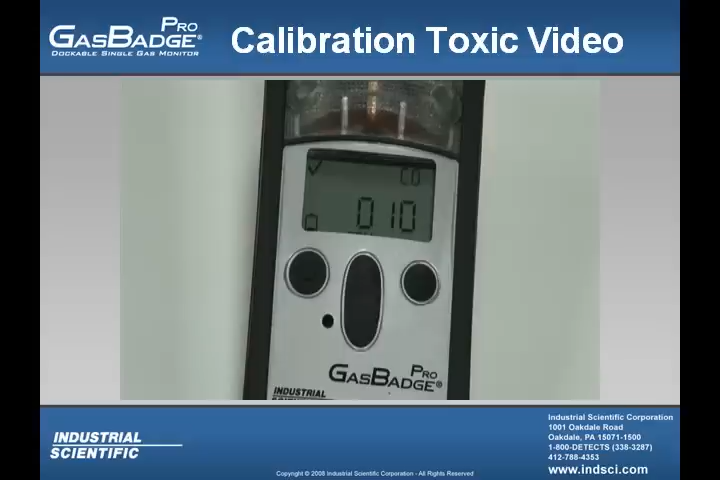 GASBADGE PRO®
DOCKABLE SINGLE GAS MONITOR
Calibration Toxic Video
CO
010
GASBADGE PRO®
INDUSTRIAL
INDUSTRIAL
SCIENTIFIC
Industrial Scientific Corporation
1001 Oakdale Road
Oakdale, PA 15071-1500
1-800-DETECTS (338-3287)
412-788-4353
www.indsci.com
Copyright © 2008 Industrial Scientific Corporation - All Rights Reserved